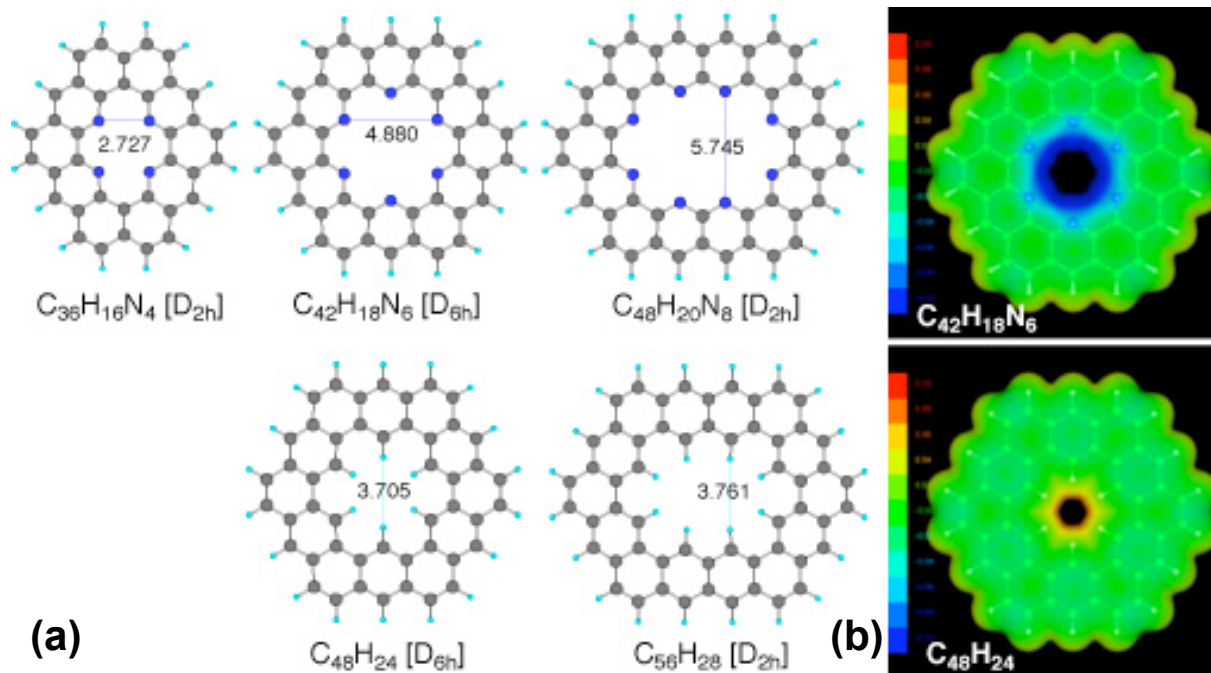 2.727
4.880
5.745
C₃₆H₁₆N₄ [D₂ₕ]
C₄₂H₁₈N₆ [D₆ₕ]
C₄₈H₂₀N₈ [D₂ₕ]
C₄₂H₁₈N₆
3.705
3.761
(a)
(b)
C₄₈H₂₄ [D₆ₕ]
C₅₆H₂₈ [D₂ₕ]
C₄₈H₂₄